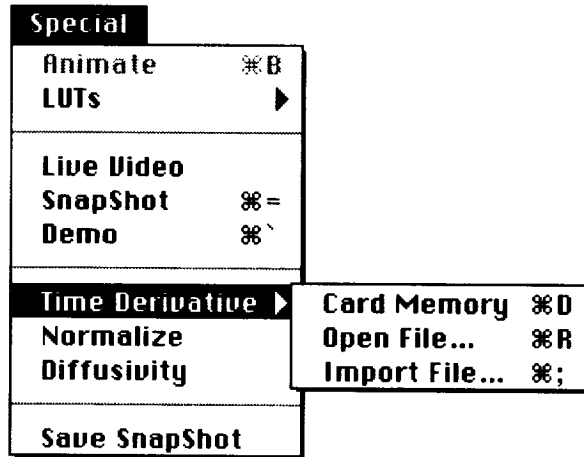 Special
Animate ⌘B
LUTs ▶
Live Video
SnapShot ⌘=
Demo ⌘`
Time Derivative ▶
Card Memory ⌘D
Open File... ⌘R
Import File... ⌘;
Normalize
Diffusivity
Save SnapShot